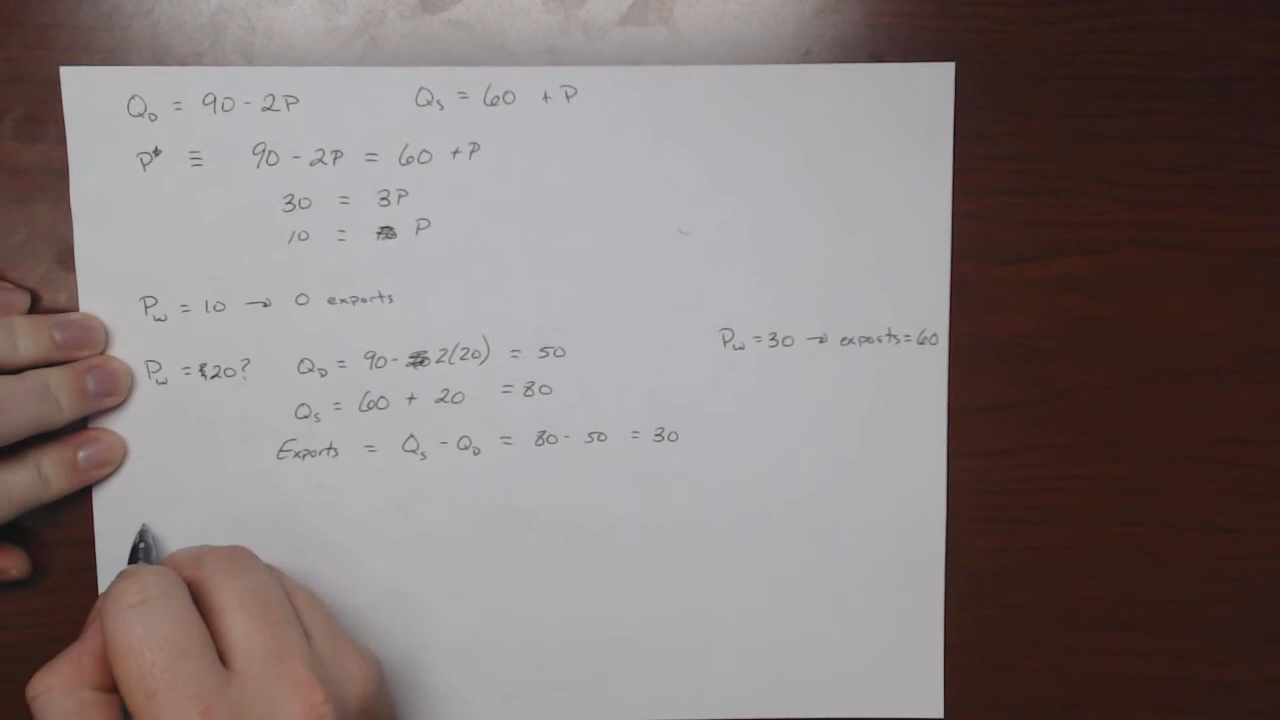 Q_D = 90 - 2P Q_S = 60 + P
P* ≡ 90 - 2P = 60 + P
30 = 3P
10 = P
P_w = 10 → 0 exports
P_w = 30 → exports = 60
P_w = $20? Q_D = 90 - 2(20) = 50
Q_S = 60 + 20 = 80
Exports = Q_S - Q_D = 80 - 50 = 30